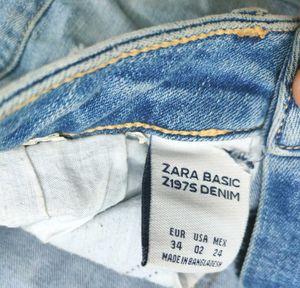 ZARA BASIC
Z1975 DENIM
EUR USA MEX
34 02 24
MADE IN BANGLADESH